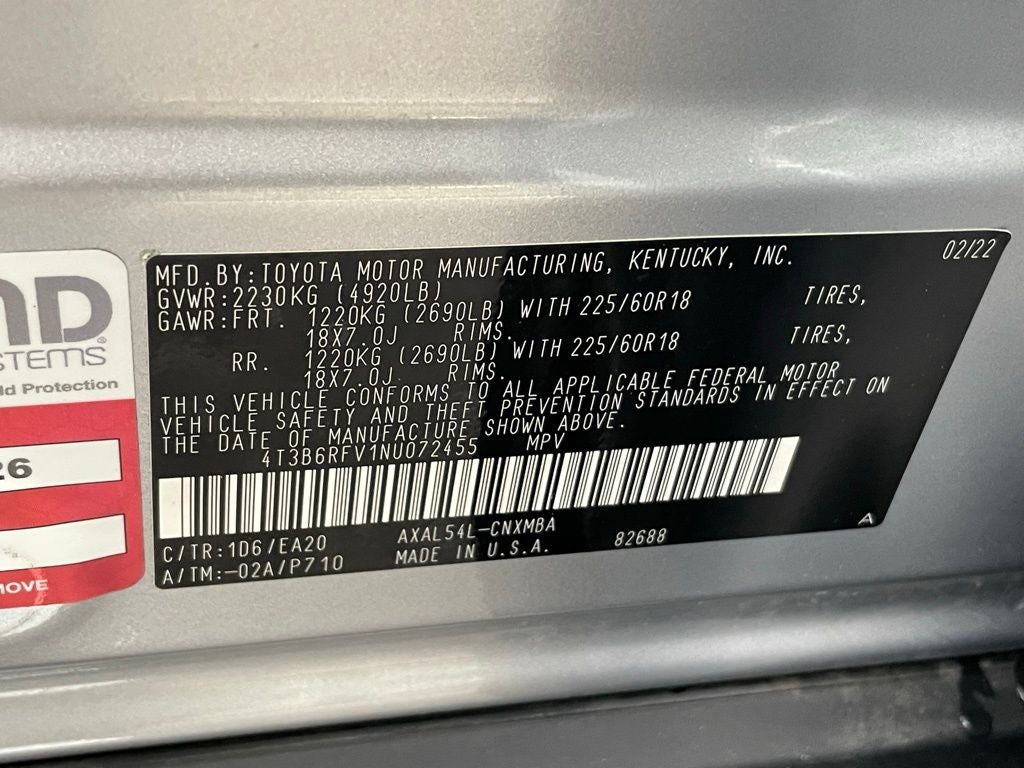 MFD.BY:TOYOTA MOTOR MANUFACTURING, KENTUCKY, INC. 02/22
GVWR:2230KG (4920LB)
GAWR:FRT. 1220KG (2690LB) WITH 225/60R18 TIRES,
18X7.0J RIMS.
RR. 1220KG (2690LB) WITH 225/60R18 TIRES,
18X7.0J RIMS.
THIS VEHICLE CONFORMS TO ALL APPLICABLE FEDERAL MOTOR
VEHICLE SAFETY AND THEFT PREVENTION STANDARDS IN EFFECT ON
THE DATE OF MANUFACTURE SHOWN ABOVE.
4T3B6RFV1NU072455 MPV
C/TR:1D6/EA20 AXAL54L-CNXMBA
A/TM:-02A/P710 MADE IN U.S.A. 82688 A
ND
STEMS®
ld Protection
26
MOVE